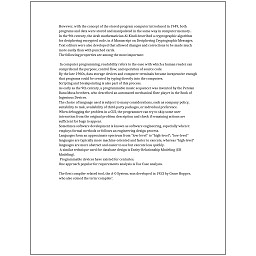 However, with the concept of the stored-program computer introduced in 1949, both
programs and data were stored and manipulated in the same way in computer memory.
In the 9th century, the Arab mathematician Al-Kindi described a cryptographic algorithm
for deciphering encrypted code, in A Manuscript on Deciphering Cryptographic Messages.
Text editors were also developed that allowed changes and corrections to be made much
more easily than with punched cards.
The following properties are among the most important:

In computer programming, readability refers to the ease with which a human reader can
comprehend the purpose, control flow, and operation of source code.
By the late 1960s, data storage devices and computer terminals became inexpensive enough
that programs could be created by typing directly into the computers.
Scripting and breakpointing is also part of this process.
As early as the 9th century, a programmable music sequencer was invented by the Persian
Banu Musa brothers, who described an automated mechanical flute player in the Book of
Ingenious Devices.
The choice of language used is subject to many considerations, such as company policy,
suitability to task, availability of third-party packages, or individual preference.
When debugging the problem in a GUI, the programmer can try to skip some user
interaction from the original problem description and check if remaining actions are
sufficient for bugs to appear.
Sometimes software development is known as software engineering, especially when it
employs formal methods or follows an engineering design process.
Languages form an approximate spectrum from "low-level" to "high-level"; "low-level"
languages are typically more machine-oriented and faster to execute, whereas "high-level"
languages are more abstract and easier to use but execute less quickly.
A similar technique used for database design is Entity-Relationship Modeling (ER
Modeling).
Programmable devices have existed for centuries.
One approach popular for requirements analysis is Use Case analysis.

The first compiler related tool, the A-0 System, was developed in 1952 by Grace Hopper,
who also coined the term 'compiler'.